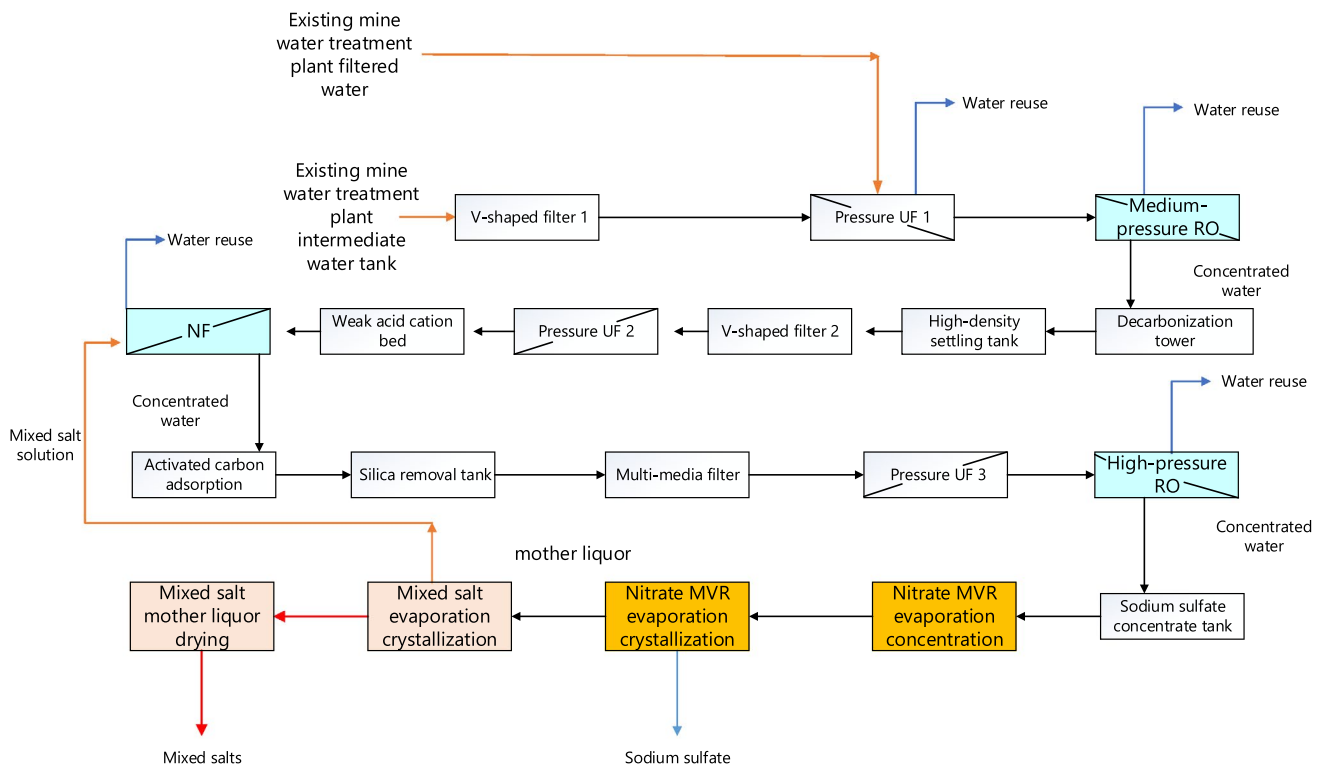 Existing mine
water treatment
plant filtered
water
Water reuse
Water reuse
Existing mine
water treatment
plant
intermediate
water tank
V-shaped filter 1
Pressure UF 1
Medium-
pressure RO
Water reuse
Concentrated
water
NF
Weak acid cation
bed
Pressure UF 2
V-shaped filter 2
High-density
settling tank
Decarbonization
tower
Water reuse
Concentrated
water
Mixed salt
solution
Activated carbon
adsorption
Silica removal tank
Multi-media filter
Pressure UF 3
High-pressure
RO
Concentrated
water
mother liquor
Mixed salt
mother liquor
drying
Mixed salt
evaporation
crystallization
Nitrate MVR
evaporation
crystallization
Nitrate MVR
evaporation
concentration
Sodium sulfate
concentrate tank
Mixed salts
Sodium sulfate